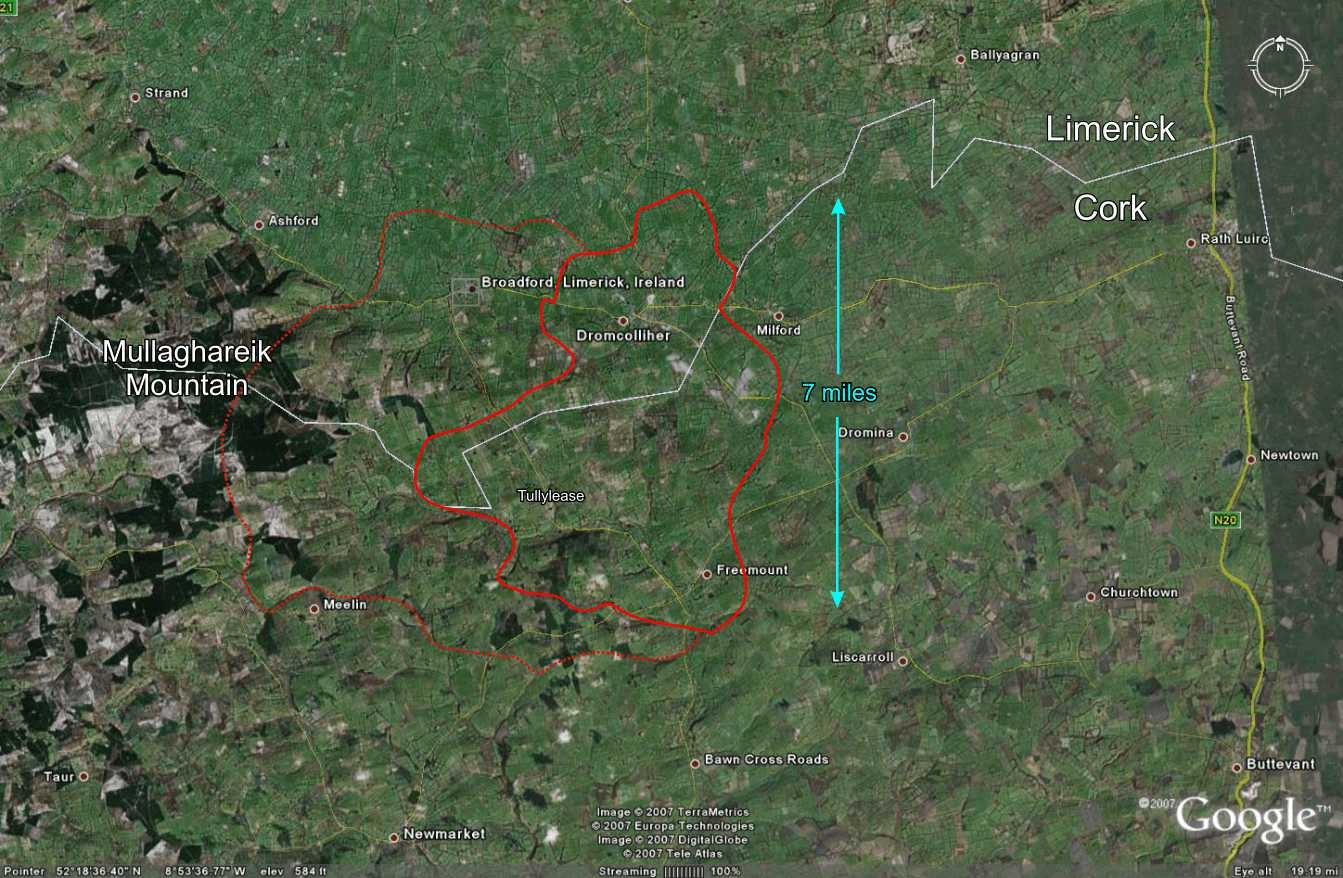 21
Ballyagran
N
Strand
Limerick
Cork
Ashford
Rath Luirc
Broadford, Limerick, Ireland
Dromcolliher
Milford
Buttevant Road
Mullaghareik
Mountain
7 miles
Dromina
Newtown
Tullylease
N20
Freemount
Meelin
Churchtown
Liscarroll
Bawn Cross Roads
Taur
Buttevant
Newmarket
Image © 2007 TerraMetrics
© 2007 Europa Technologies
Image © 2007 DigitalGlobe
© 2007 Tele Atlas
©2007 Google™
Pointer 52°18'36.40" N 8°53'36.77" W elev 584 ft
Streaming ||||||||| 100%
Eye alt 19.19 mi